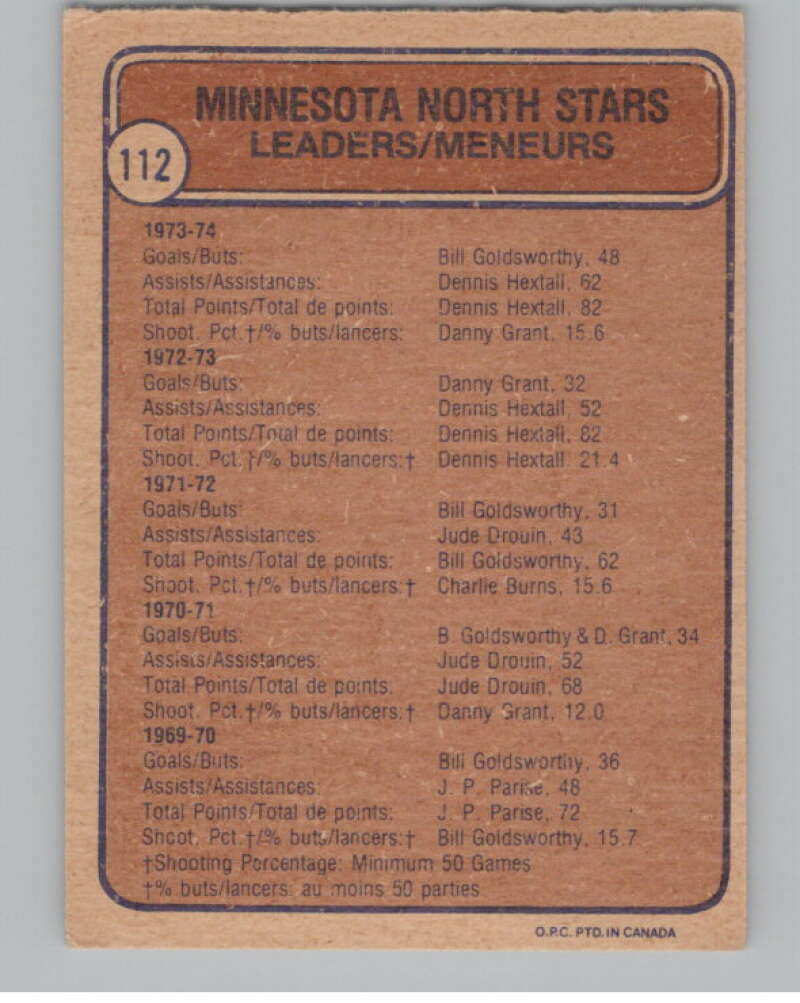 MINNESOTA NORTH STARS
LEADERS/MENEURS
112
1973-74
Goals/Buts: Bill Goldsworthy, 48
Assists/Assistances: Dennis Hextall, 62
Total Points/Total de points: Dennis Hextall, 82
Shoot. Pct.†/% buts/lancers: Danny Grant, 15.6
1972-73
Goals/Buts: Danny Grant, 32
Assists/Assistances: Dennis Hextall, 52
Total Points/Total de points: Dennis Hextall, 82
Shoot. Pct.†/% buts/lancers:† Dennis Hextall, 21.4
1971-72
Goals/Buts: Bill Goldsworthy, 31
Assists/Assistances: Jude Drouin, 43
Total Points/Total de points: Bill Goldsworthy, 62
Shoot. Pct.†/% buts/lancers:† Charlie Burns, 15.6
1970-71
Goals/Buts: B. Goldsworthy & D. Grant, 34
Assists/Assistances: Jude Drouin, 52
Total Points/Total de points: Jude Drouin, 68
Shoot. Pct.†/% buts/lancers:† Danny Grant, 12.0
1969-70
Goals/Buts: Bill Goldsworthy, 36
Assists/Assistances: J. P. Parise, 48
Total Points/Total de points: J. P. Parise, 72
Shoot. Pct.†/% buts/lancers:† Bill Goldsworthy, 15.7
†Shooting Percentage: Minimum 50 Games
†% buts/lancers: au moins 50 parties
O.P.C. PTD. IN CANADA